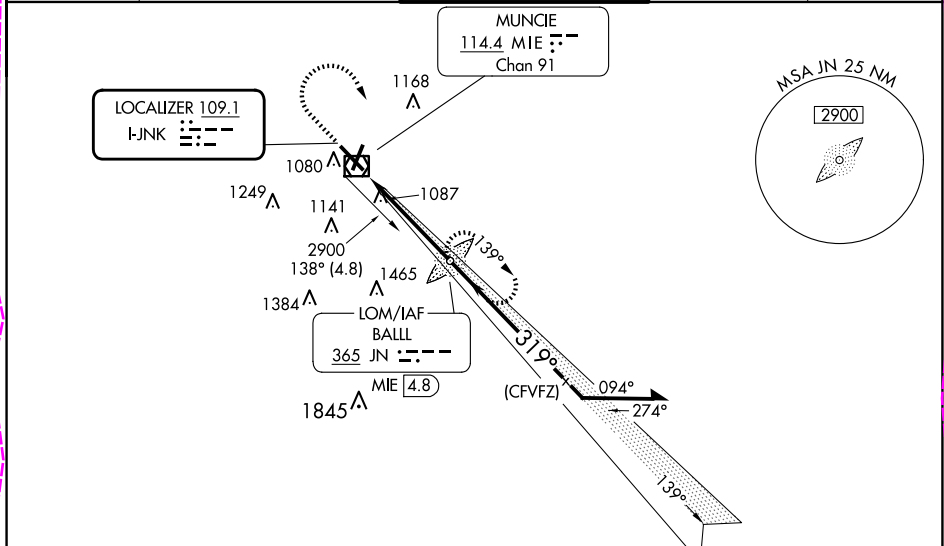 MUNCIE
114.4 MIE
Chan 91
MSA JN 25 NM
2900
1168
LOCALIZER 109.1
I-JNK
1080
1249
1087
1141
2900
138° (4.8)
139°
1465
1384
LOM/IAF
BALLL
365 JN
MIE 4.8
319°
(CFVFZ)
094°
274°
1845
139°